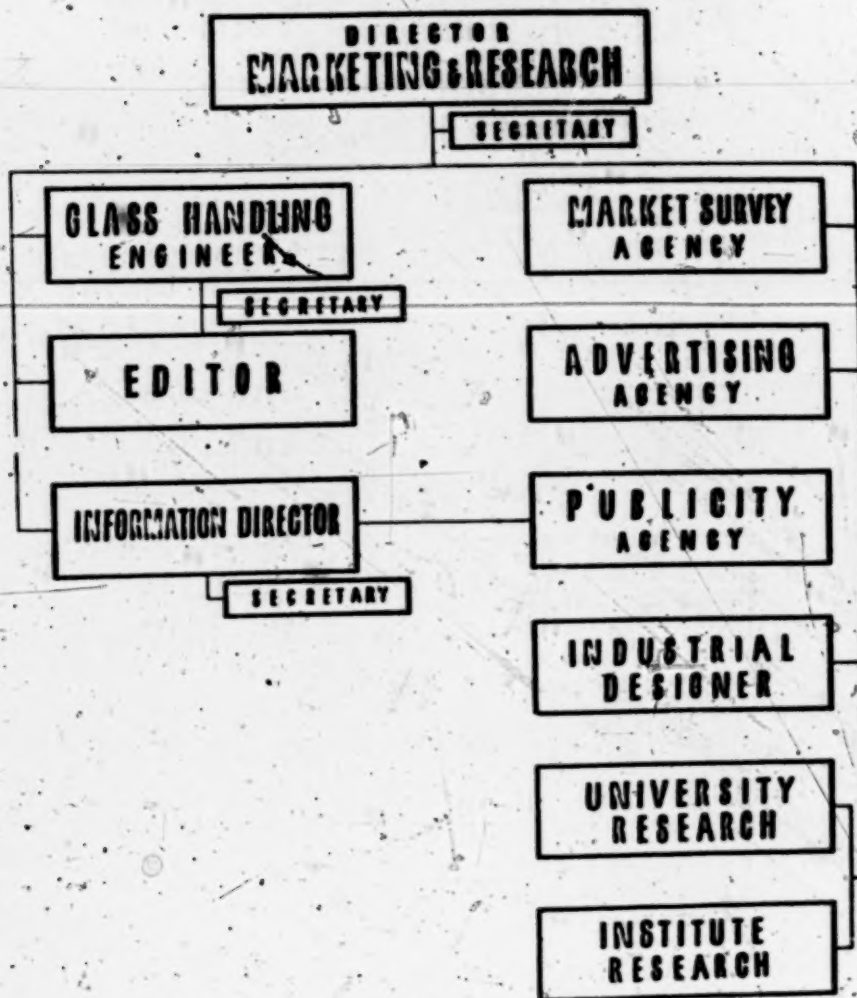 DIRECTOR
MARKETING & RESEARCH
SECRETARY
GLASS HANDLING
ENGINEER
SECRETARY
EDITOR
INFORMATION DIRECTOR
SECRETARY
MARKET SURVEY
AGENCY
ADVERTISING
AGENCY
PUBLICITY
AGENCY
INDUSTRIAL
DESIGNER
UNIVERSITY
RESEARCH
INSTITUTE
RESEARCH